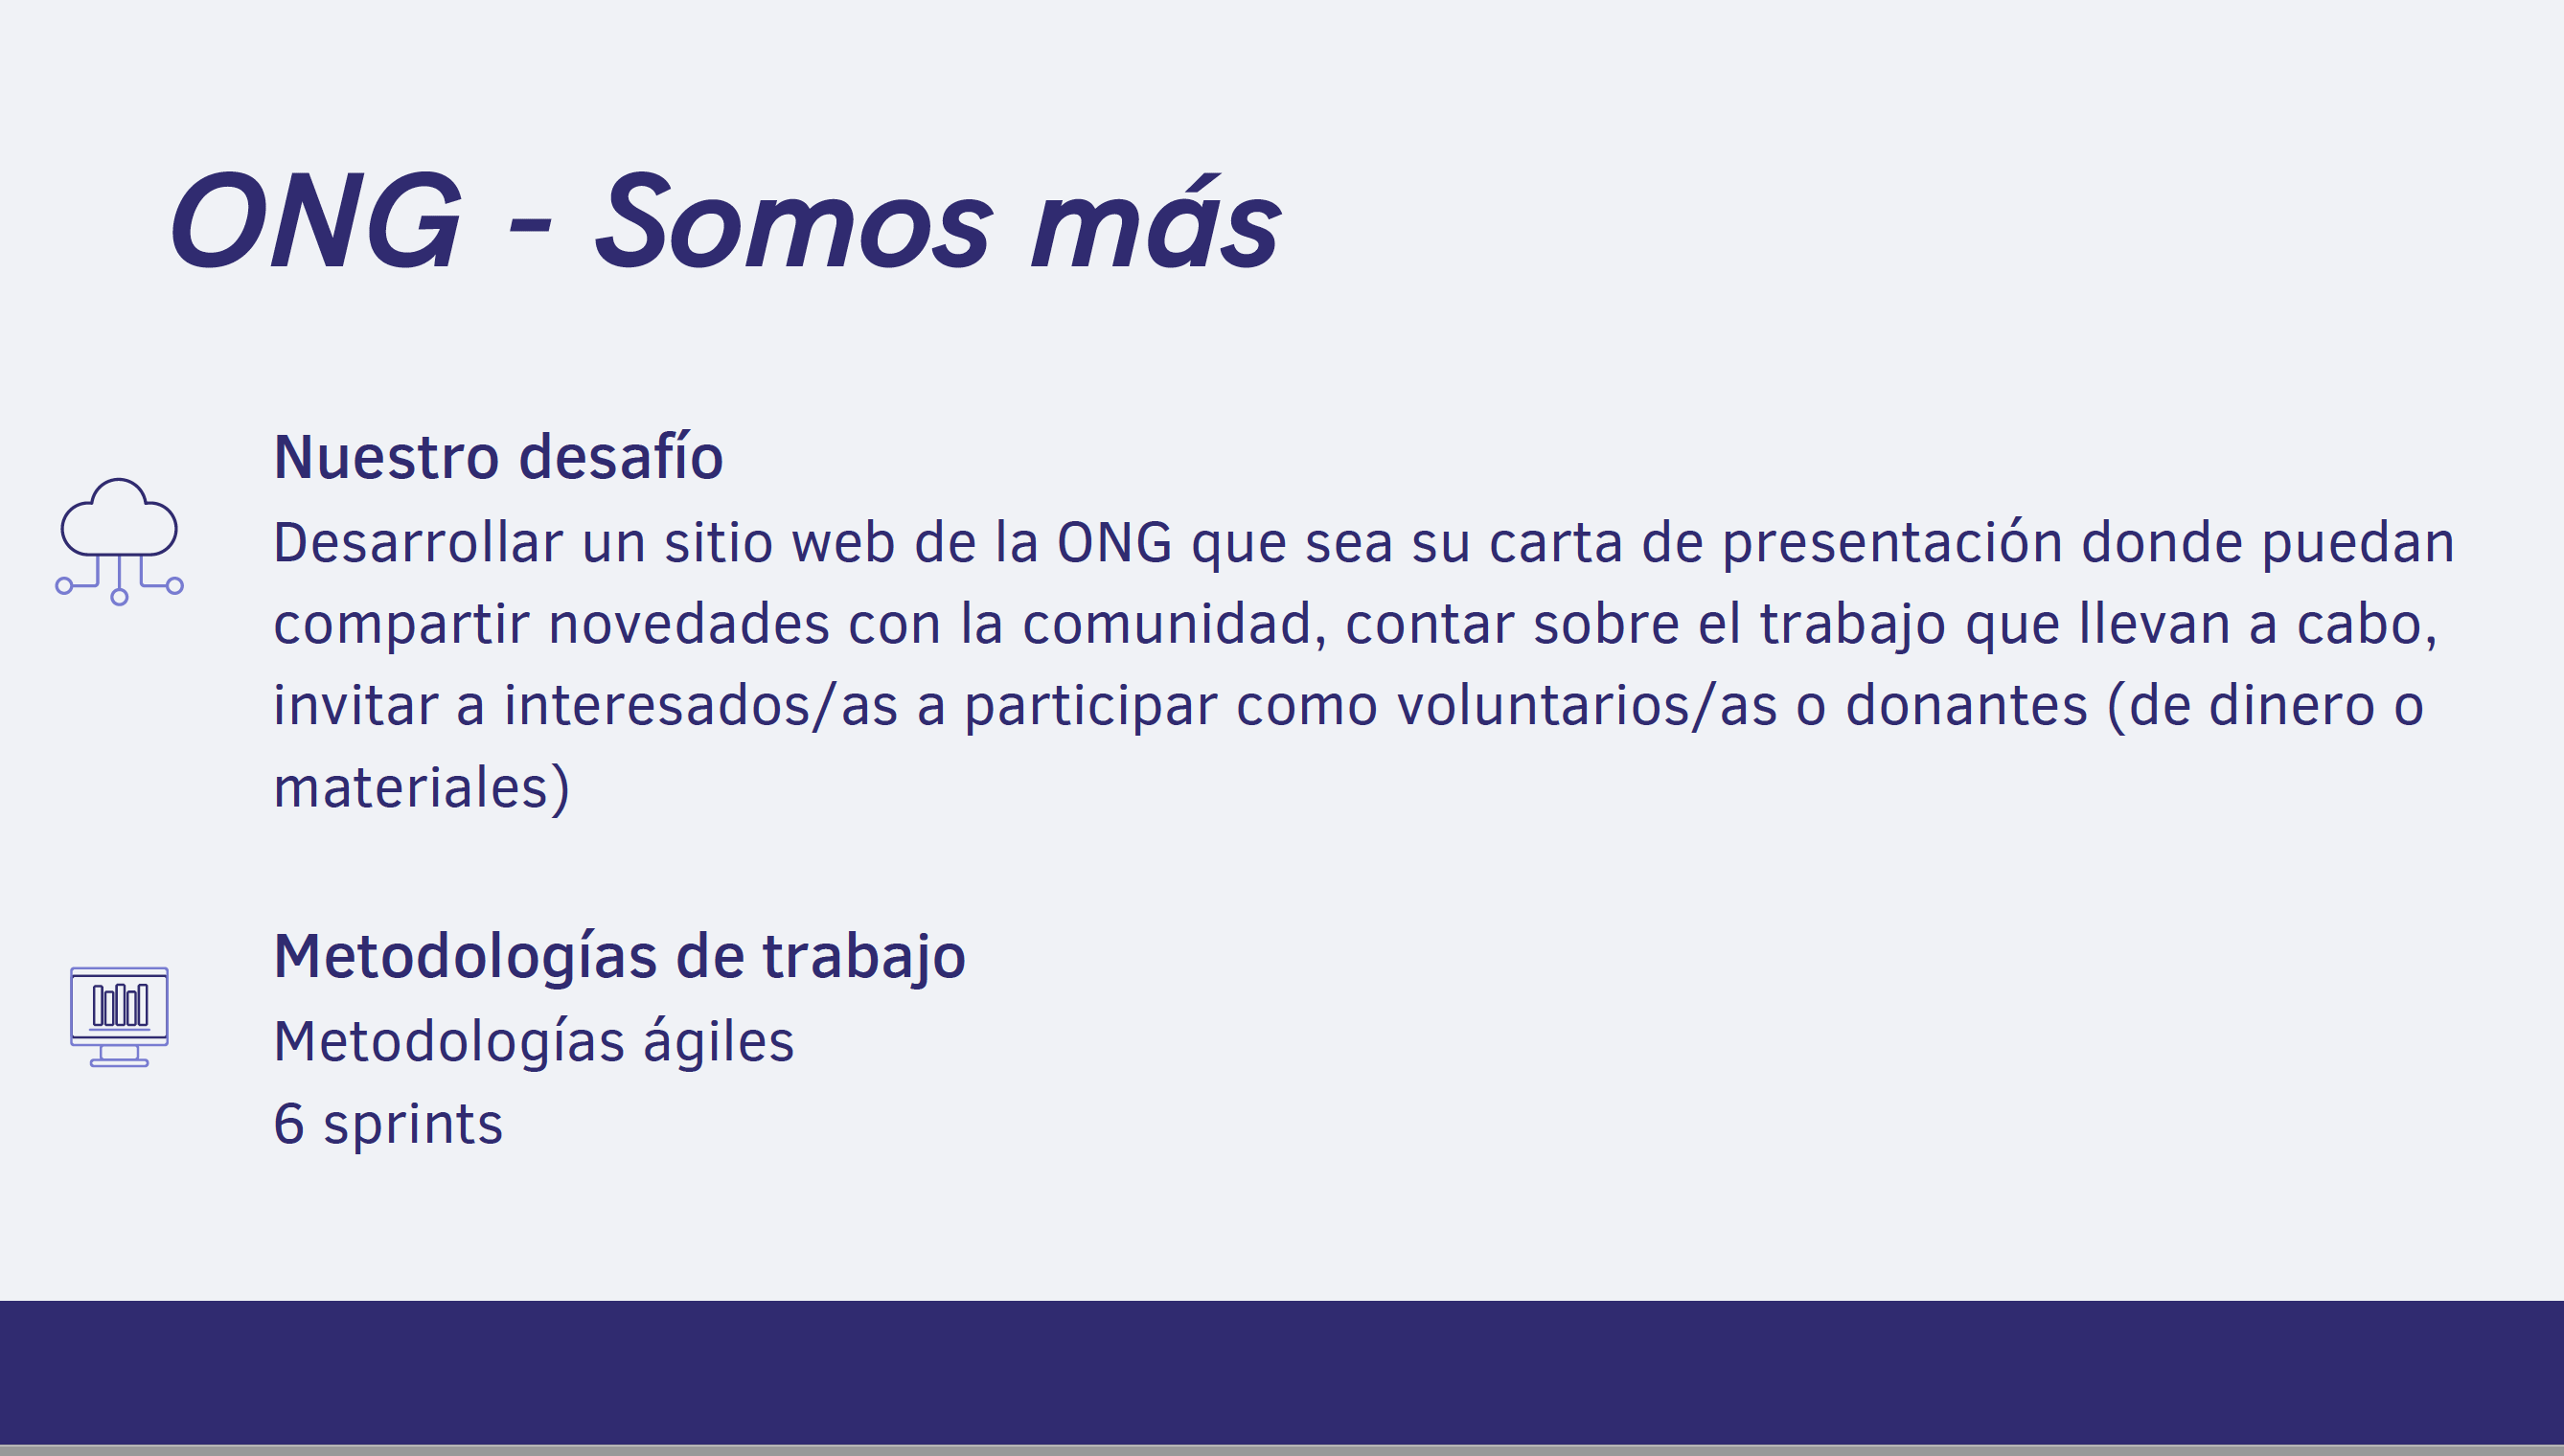 ONG - Somos más
Nuestro desafío
Desarrollar un sitio web de la ONG que sea su carta de presentación donde puedan
compartir novedades con la comunidad, contar sobre el trabajo que llevan a cabo,
invitar a interesados/as a participar como voluntarios/as o donantes (de dinero o
materiales)
Metodologías de trabajo
Metodologías ágiles
6 sprints